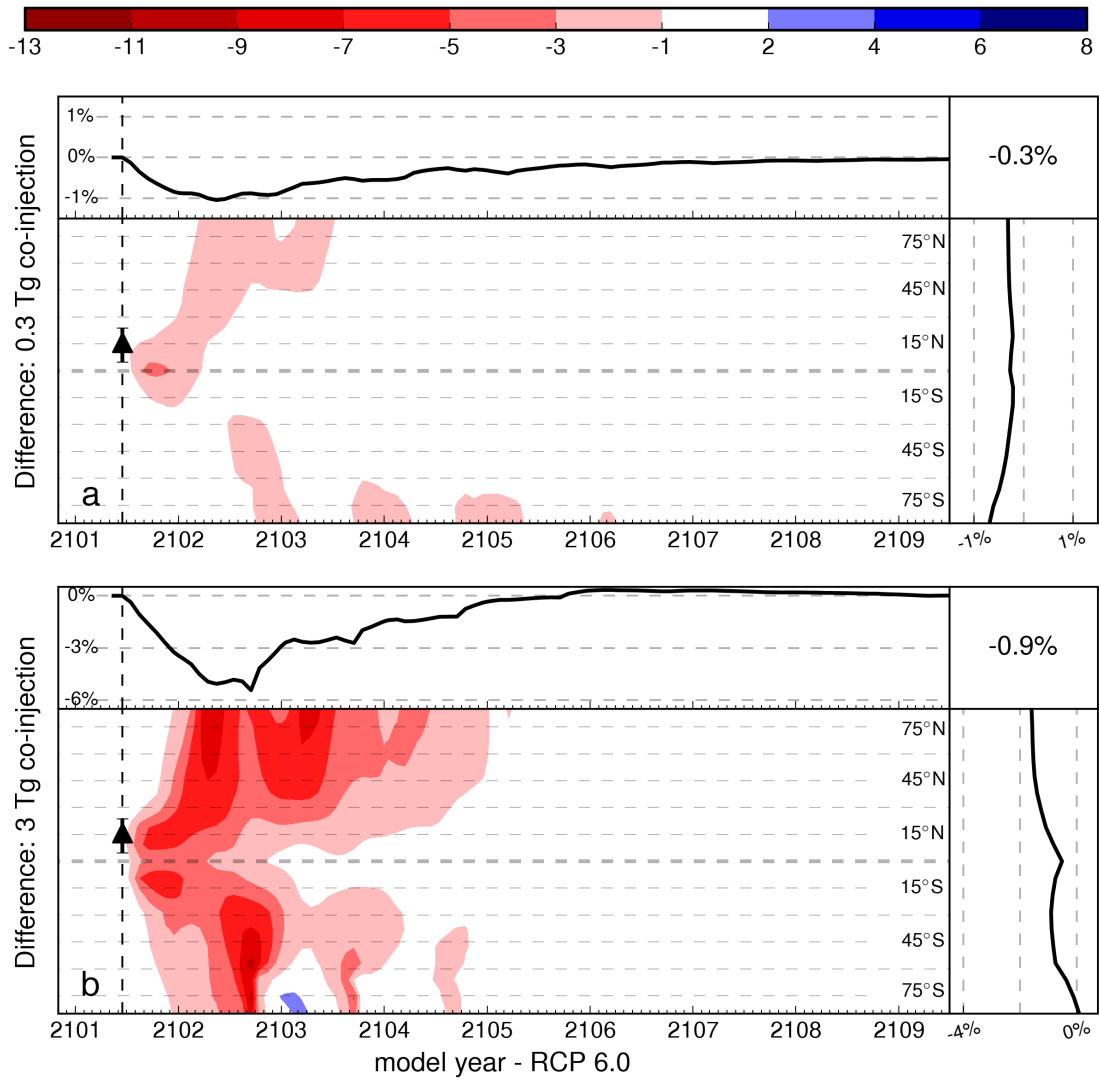 -13 -11 -9 -7 -5 -3 -1 2 4 6 8
Difference: 0.3 Tg co-injection
1%
0%
-1%
-0.3%
75°N
45°N
15°N
15°S
45°S
75°S
a
2101 2102 2103 2104 2105 2106 2107 2108 2109
-1% 1%
Difference: 3 Tg co-injection
0%
-3%
-6%
-0.9%
75°N
45°N
15°N
15°S
45°S
75°S
b
2101 2102 2103 2104 2105 2106 2107 2108 2109
-4% 0%
model year - RCP 6.0